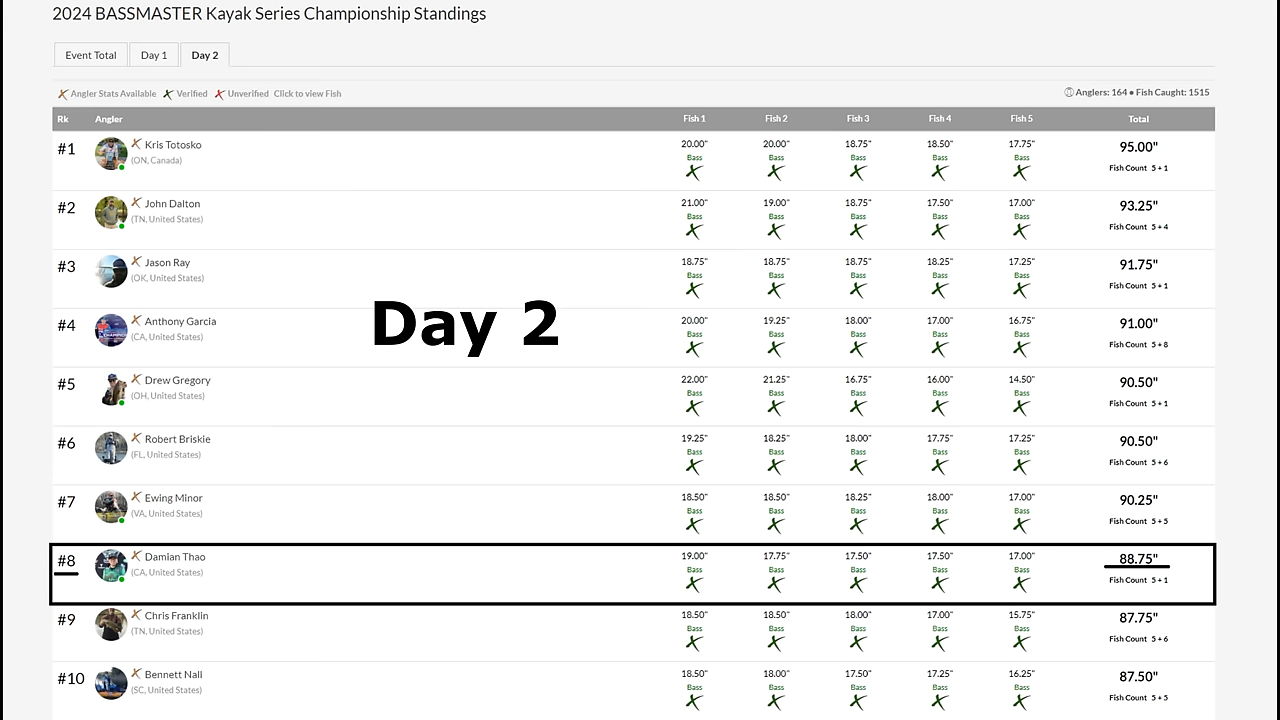 2024 BASSMASTER Kayak Series Championship Standings
Event Total Day 1 Day 2
Angler Stats Available Verified Unverified Click to view Fish Anglers: 164 ● Fish Caught: 1515
Rk Angler Fish 1 Fish 2 Fish 3 Fish 4 Fish 5 Total
#1 Kris Totosko 20.00" 20.00" 18.75" 18.50" 17.75" 95.00"
(ON, Canada) Bass Bass Bass Bass Bass Fish Count 5 + 1
#2 John Dalton 21.00" 19.00" 18.75" 17.50" 17.00" 93.25"
(TN, United States) Bass Bass Bass Bass Bass Fish Count 5 + 4
#3 Jason Ray 18.75" 18.75" 18.75" 18.25" 17.25" 91.75"
(OK, United States) Bass Bass Bass Bass Bass Fish Count 5 + 1
Day 2
#4 Anthony Garcia 20.00" 19.25" 18.00" 17.00" 16.75" 91.00"
(CA, United States) Bass Bass Bass Bass Bass Fish Count 5 + 8
#5 Drew Gregory 22.00" 21.25" 16.75" 16.00" 14.50" 90.50"
(OH, United States) Bass Bass Bass Bass Bass Fish Count 5 + 1
#6 Robert Briskie 19.25" 18.25" 18.00" 17.75" 17.25" 90.50"
(FL, United States) Bass Bass Bass Bass Bass Fish Count 5 + 6
#7 Ewing Minor 18.50" 18.50" 18.25" 18.00" 17.00" 90.25"
(VA, United States) Bass Bass Bass Bass Bass Fish Count 5 + 5
#8 Damian Thao 19.00" 17.75" 17.50" 17.50" 17.00" 88.75"
(CA, United States) Bass Bass Bass Bass Bass Fish Count 5 + 1
#9 Chris Franklin 18.50" 18.50" 18.00" 17.00" 15.75" 87.75"
(TN, United States) Bass Bass Bass Bass Bass Fish Count 5 + 6
#10 Bennett Nall 18.50" 18.00" 17.50" 17.25" 16.25" 87.50"
(SC, United States) Bass Bass Bass Bass Bass Fish Count 5 + 5